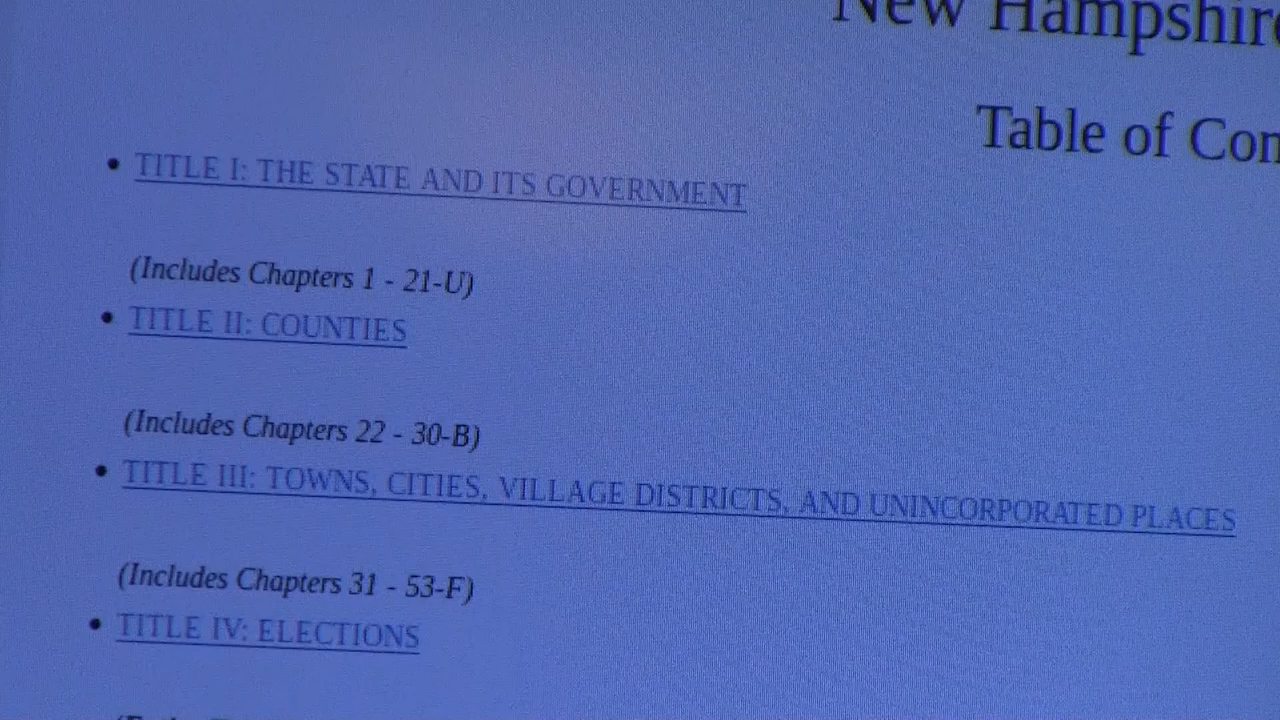 New Hampshire
Table of Con
• TITLE I: THE STATE AND ITS GOVERNMENT
(Includes Chapters 1 - 21-U)
• TITLE II: COUNTIES
(Includes Chapters 22 - 30-B)
• TITLE III: TOWNS, CITIES, VILLAGE DISTRICTS, AND UNINCORPORATED PLACES
(Includes Chapters 31 - 53-F)
• TITLE IV: ELECTIONS